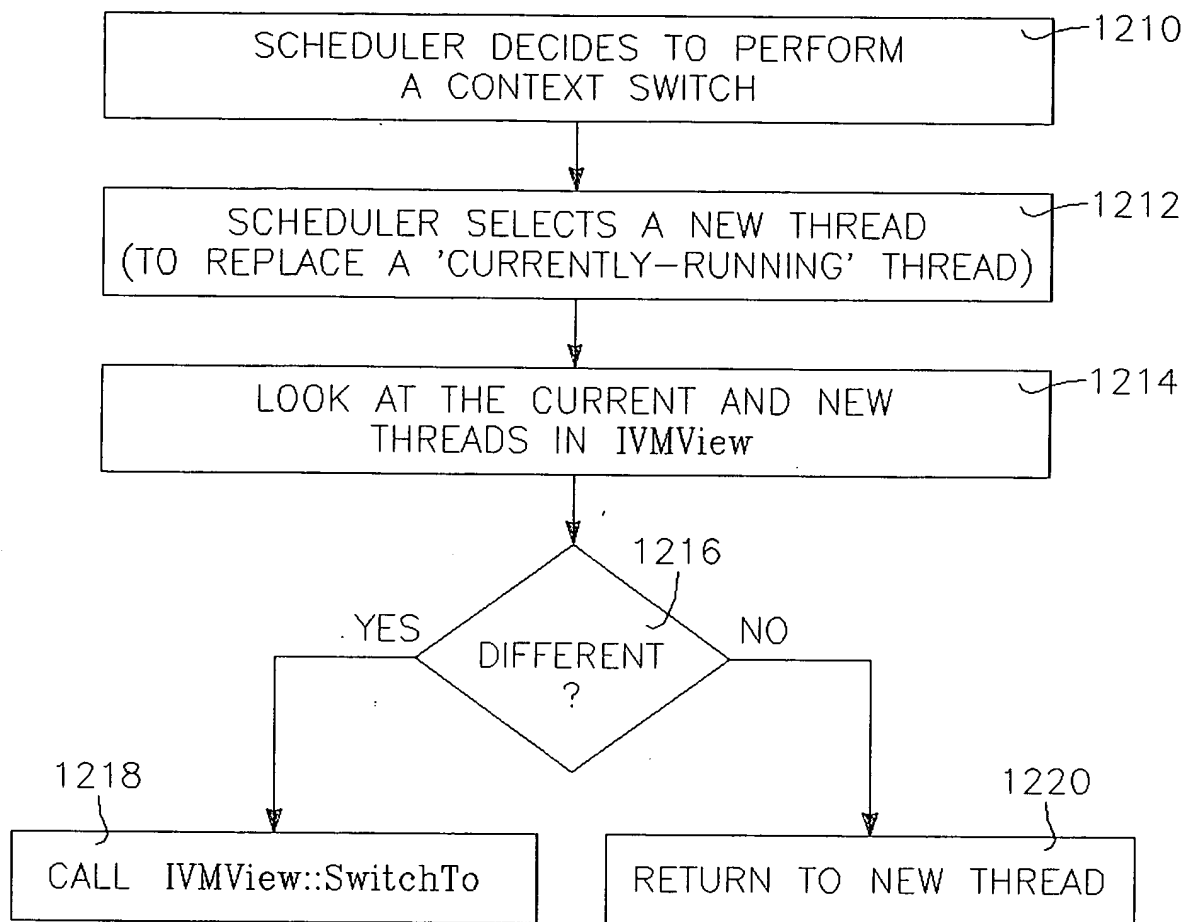 SCHEDULER DECIDES TO PERFORM
A CONTEXT SWITCH
1210
SCHEDULER SELECTS A NEW THREAD
(TO REPLACE A 'CURRENTLY-RUNNING' THREAD)
1212
LOOK AT THE CURRENT AND NEW
THREADS IN IVMView
1214
1216
YES
DIFFERENT
?
NO
1218
CALL IVMView::SwitchTo
1220
RETURN TO NEW THREAD